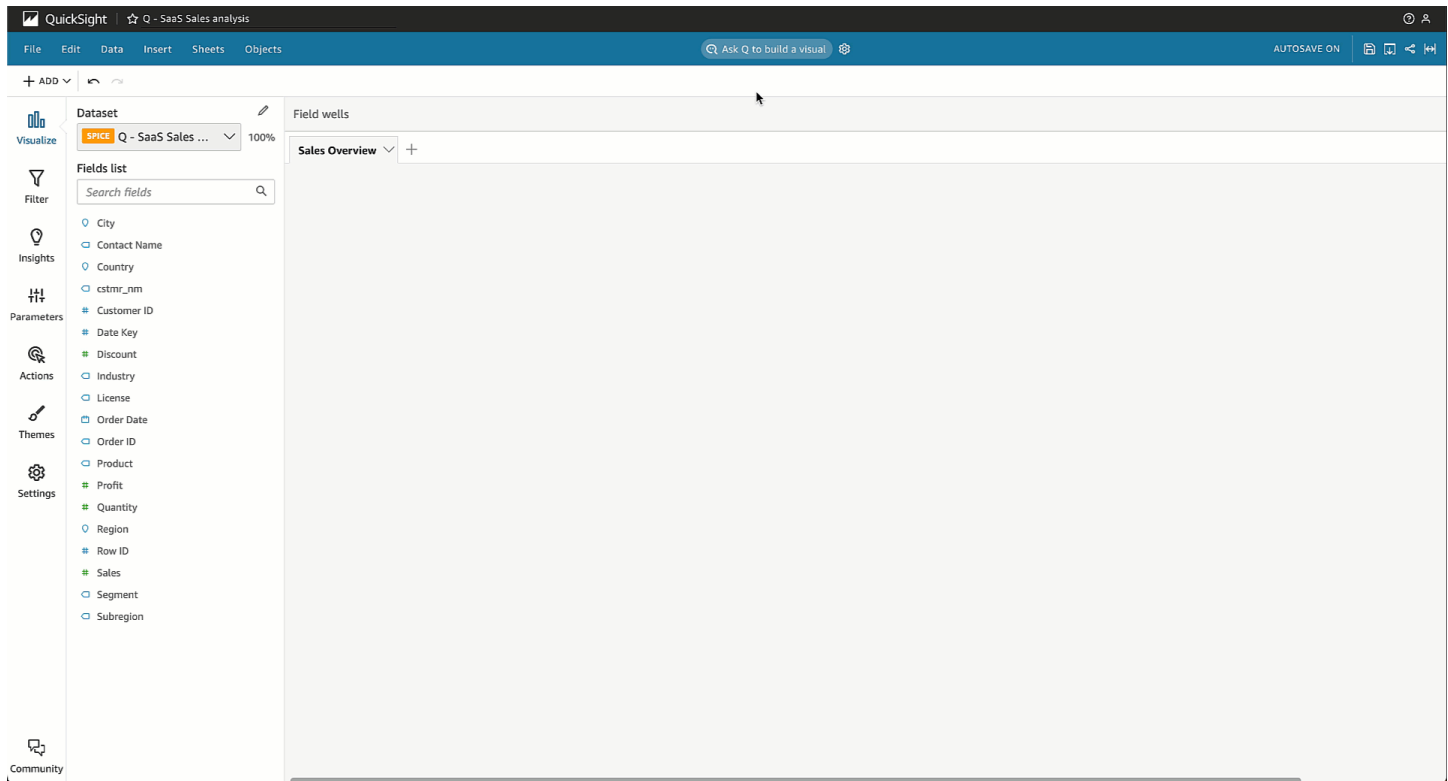 QuickSight Q - SaaS Sales analysis
File Edit Data Insert Sheets Objects Ask Q to build a visual AUTOSAVE ON
ADD
Visualize
Filter
Insights
Parameters
Actions
Themes
Settings
Community
Dataset
SPICE Q - SaaS Sales ... 100%
Fields list
Search fields
City
Contact Name
Country
cstmr_nm
# Customer ID
# Date Key
# Discount
Industry
License
Order Date
Order ID
Product
# Profit
# Quantity
Region
# Row ID
# Sales
Segment
Subregion
Field wells
Sales Overview